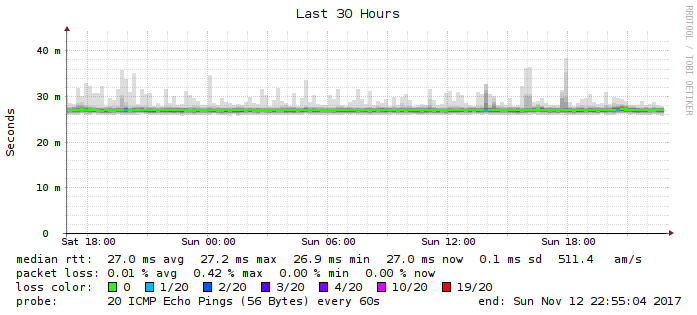 Last 30 Hours
RRDTOOL / TOBI OETIKER
Seconds
40 m
30 m
20 m
10 m
0
Sat 18:00 Sun 00:00 Sun 06:00 Sun 12:00 Sun 18:00
median rtt: 27.0 ms avg 27.2 ms max 26.9 ms min 27.0 ms now 0.1 ms sd 511.4 am/s
packet loss: 0.01 % avg 0.42 % max 0.00 % min 0.00 % now
loss color: 0 1/20 2/20 3/20 4/20 10/20 19/20
probe: 20 ICMP Echo Pings (56 Bytes) every 60s end: Sun Nov 12 22:55:04 2017